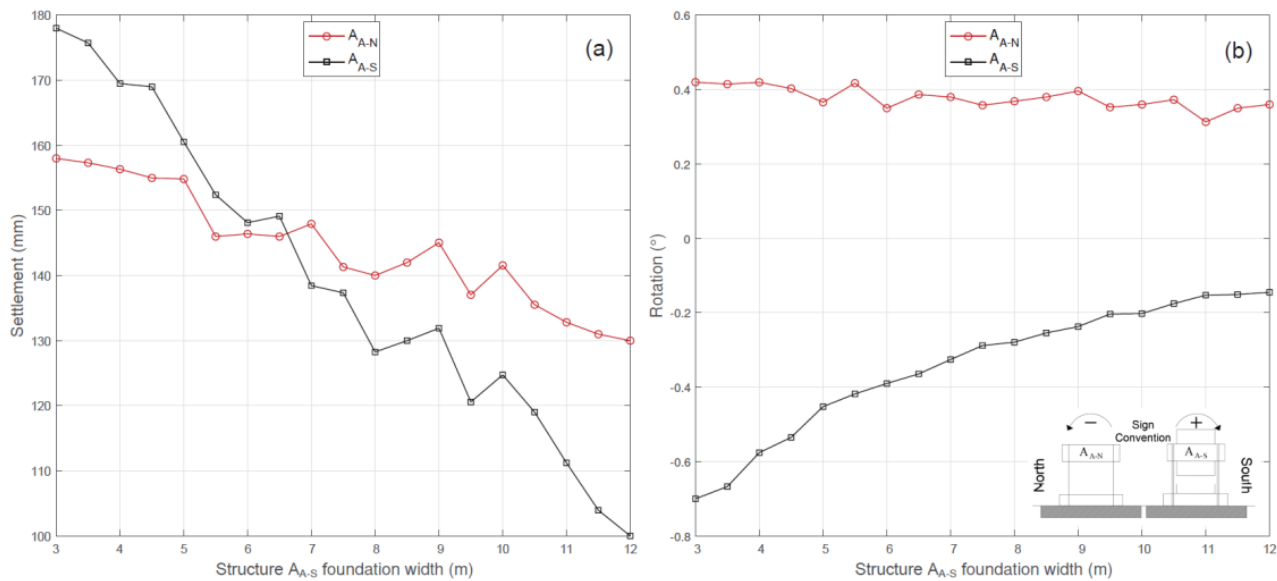 180
170
160
150
140
130
120
110
100
Settlement (mm)
A_A-N
A_A-S
(a)
3 4 5 6 7 8 9 10 11 12
Structure A_A-S foundation width (m)
0.6
0.4
0.2
0
-0.2
-0.4
-0.6
-0.8
Rotation (°)
A_A-N
A_A-S
(b)
− Sign +
Convention
A_A-N A_A-S
North
South
3 4 5 6 7 8 9 10 11 12
Structure A_A-S foundation width (m)